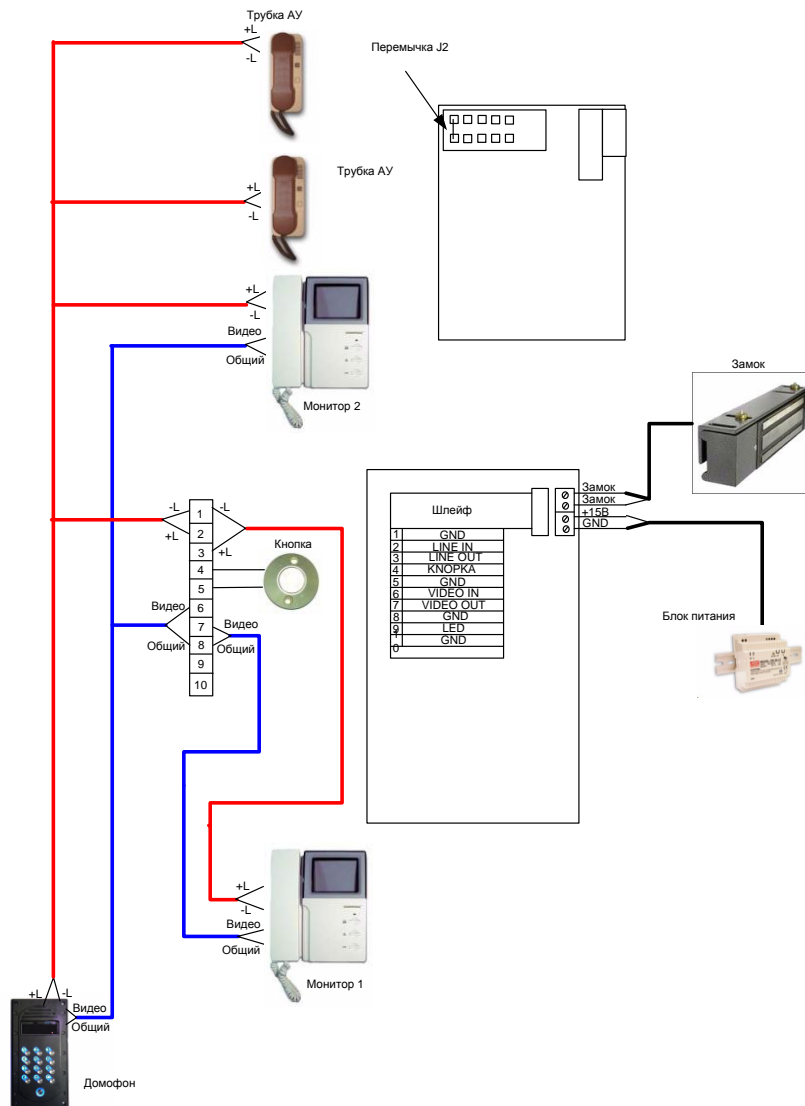 Трубка АУ
+L
-L
Перемычка J2
Трубка АУ
+L
-L
+L
-L
Видео
Общий
Монитор 2
Замок
-L
+L
1
2
3
4
5
6
7
8
9
10
-L
+L
Кнопка
Видео
Общий
Видео
Общий
Шлейф
1 GND
2 LINE IN
3 LINE OUT
4 KNOPKA
5 GND
6 VIDEO IN
7 VIDEO OUT
8 GND
9 LED
10 GND
Замок
Замок
+15В
GND
Блок питания
+L
-L
Видео
Общий
Монитор 1
+L
-L
Видео
Общий
Домофон